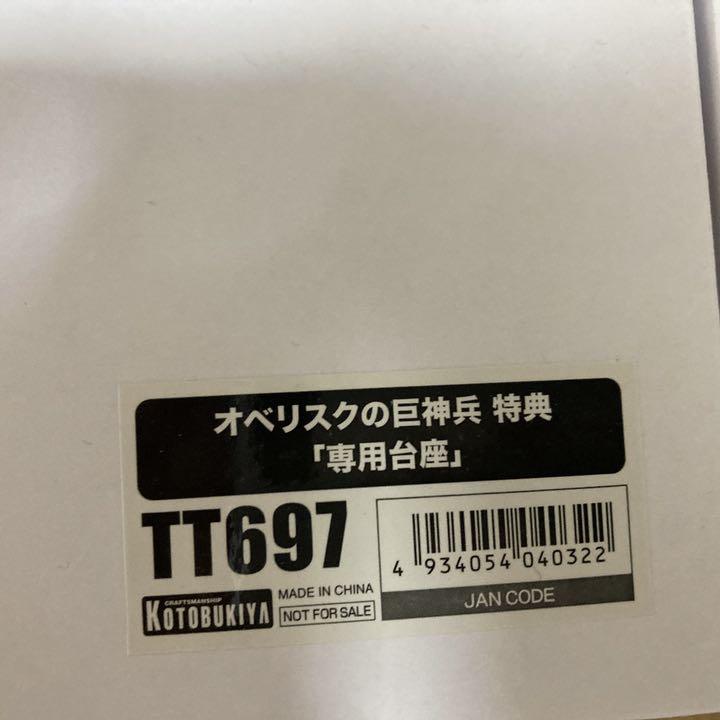 オベリスクの巨神兵 特典
「専用台座」
TT697
CRAFTSMANSHIP
KOTOBUKIYA
MADE IN CHINA
NOT FOR SALE
4 934054 040322
JAN CODE